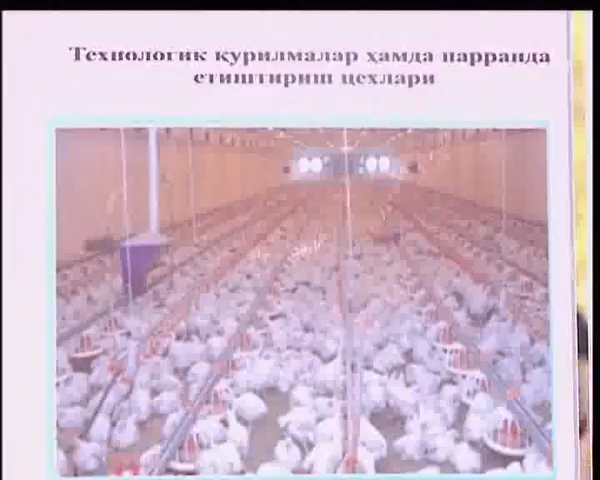 Технологик қурилмалар ҳамда парранда
етиштириш цехлари